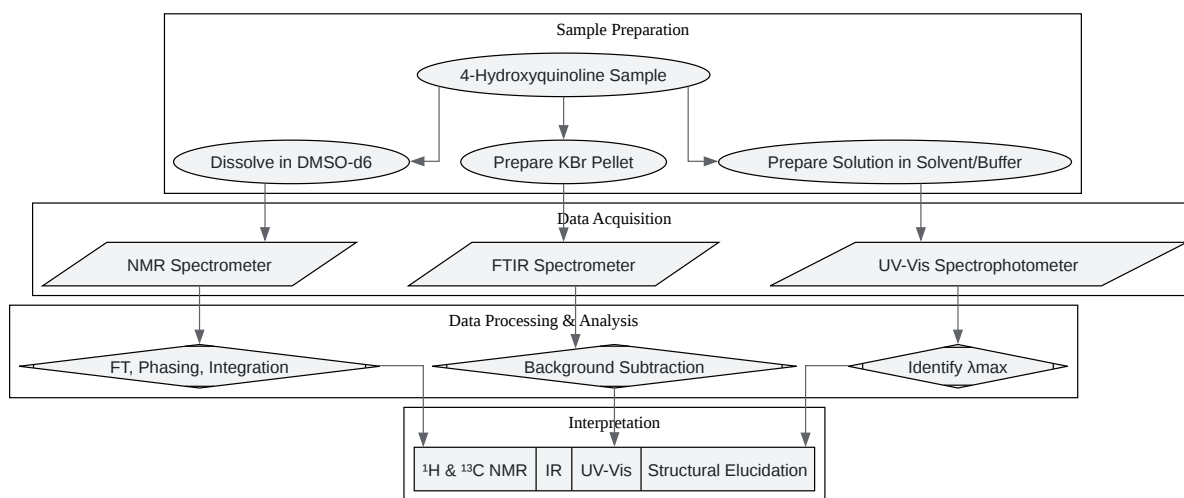 Sample Preparation
4-Hydroxyquinoline Sample
Dissolve in DMSO-d6
Prepare KBr Pellet
Prepare Solution in Solvent/Buffer
Data Acquisition
NMR Spectrometer
FTIR Spectrometer
UV-Vis Spectrophotometer
Data Processing & Analysis
FT, Phasing, Integration
Background Subtraction
Identify λmax
Interpretation
¹H & ¹³C NMR
IR
UV-Vis
Structural Elucidation